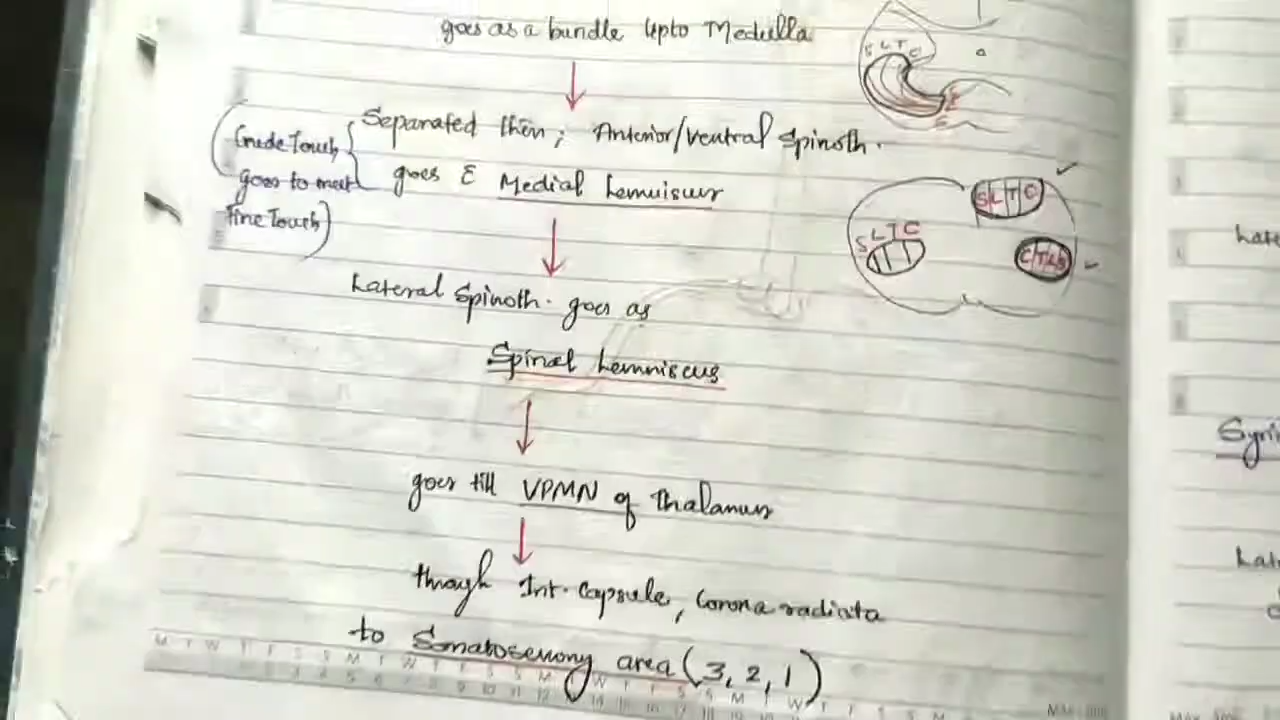 goes as a bundle upto Medulla
S L T C
Separated then; Anterior/ventral Spinoth.
(Crude Touch
goes to meet
Fine Touch)
goes c̄ Medial Lemniscus
S L T C
S L T C
C T L S
Lateral Spinoth. goes as
Spinal Lemniscus
goes till VPMN of Thalamus
through Int. Capsule, Corona radiata
to Somatosensory area (3, 2, 1)